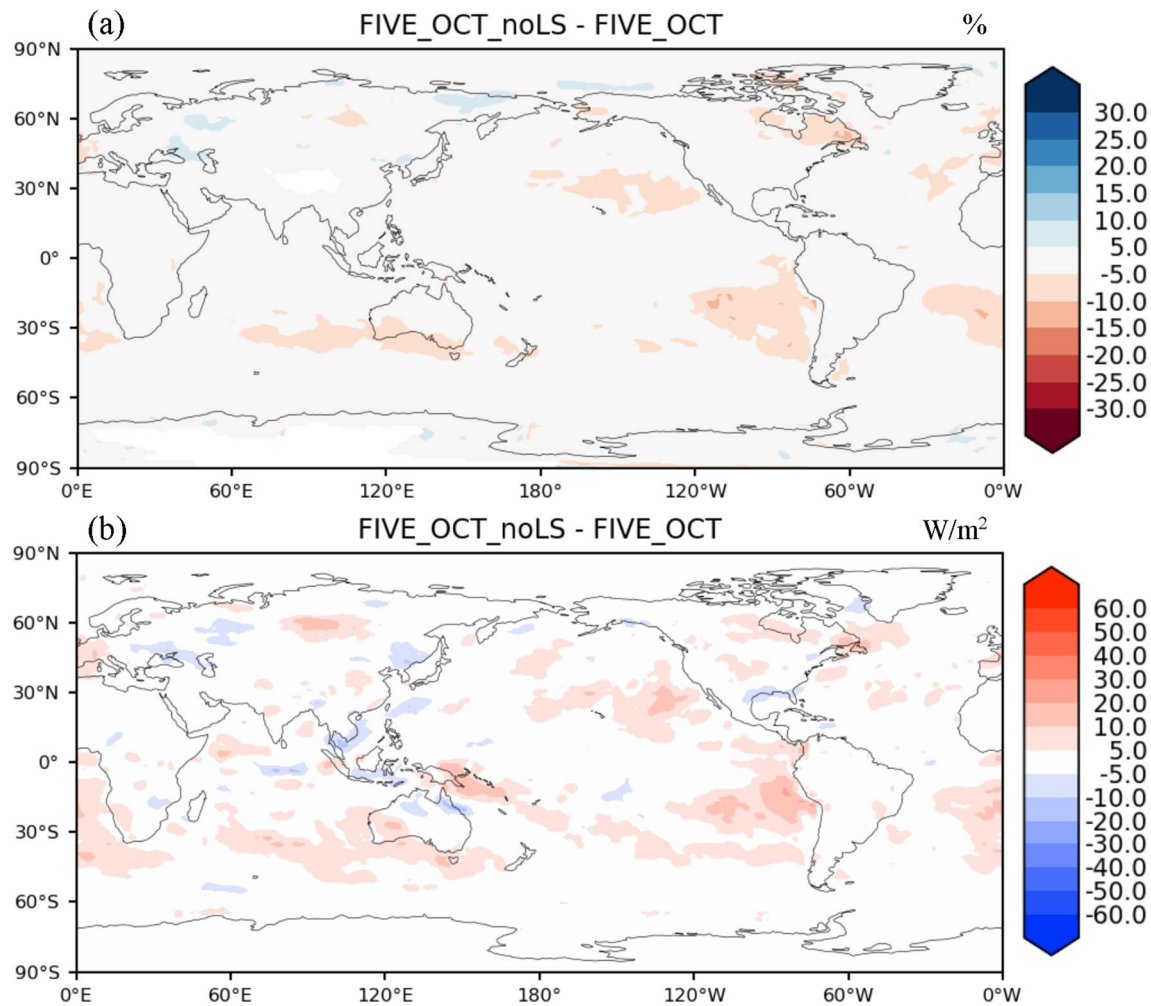 (a) FIVE_OCT_noLS - FIVE_OCT %
90°N
60°N
30°N
0°
30°S
60°S
90°S
0°E 60°E 120°E 180° 120°W 60°W 0°W
30.0
25.0
20.0
15.0
10.0
5.0
-5.0
-10.0
-15.0
-20.0
-25.0
-30.0
(b) FIVE_OCT_noLS - FIVE_OCT W/m²
90°N
60°N
30°N
0°
30°S
60°S
90°S
0°E 60°E 120°E 180° 120°W 60°W 0°W
60.0
50.0
40.0
30.0
20.0
10.0
5.0
-5.0
-10.0
-20.0
-30.0
-40.0
-50.0
-60.0